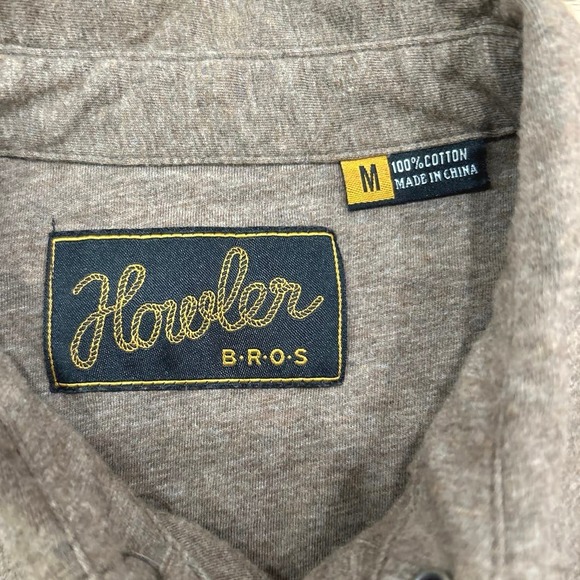 M
100% COTTON
MADE IN CHINA
Howler
B·R·O·S